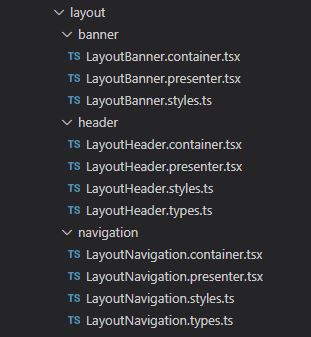 layout
banner
TS LayoutBanner.container.tsx
TS LayoutBanner.presenter.tsx
TS LayoutBanner.styles.ts
header
TS LayoutHeader.container.tsx
TS LayoutHeader.presenter.tsx
TS LayoutHeader.styles.ts
TS LayoutHeader.types.ts
navigation
TS LayoutNavigation.container.tsx
TS LayoutNavigation.presenter.tsx
TS LayoutNavigation.styles.ts
TS LayoutNavigation.types.ts